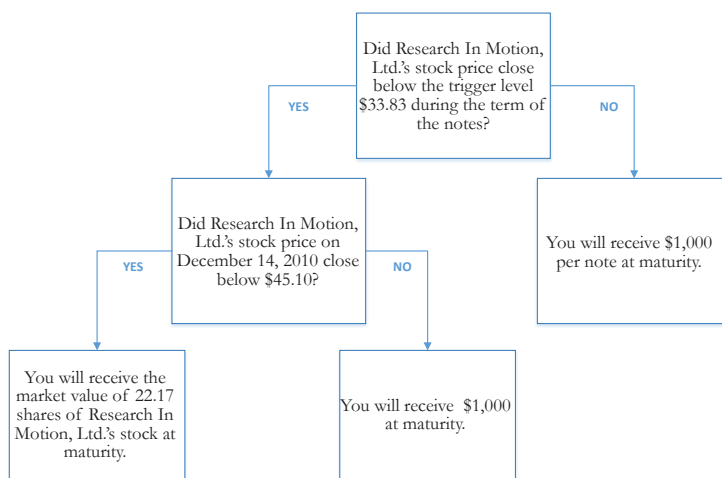 Did Research In Motion,
Ltd.'s stock price close
below the trigger level
$33.83 during the term of
the notes?
YES
NO
Did Research In Motion,
Ltd.'s stock price on
December 14, 2010 close
below $45.10?
You will receive $1,000
per note at maturity.
YES
NO
You will receive the
market value of 22.17
shares of Research In
Motion, Ltd.'s stock at
maturity.
You will receive $1,000
at maturity.